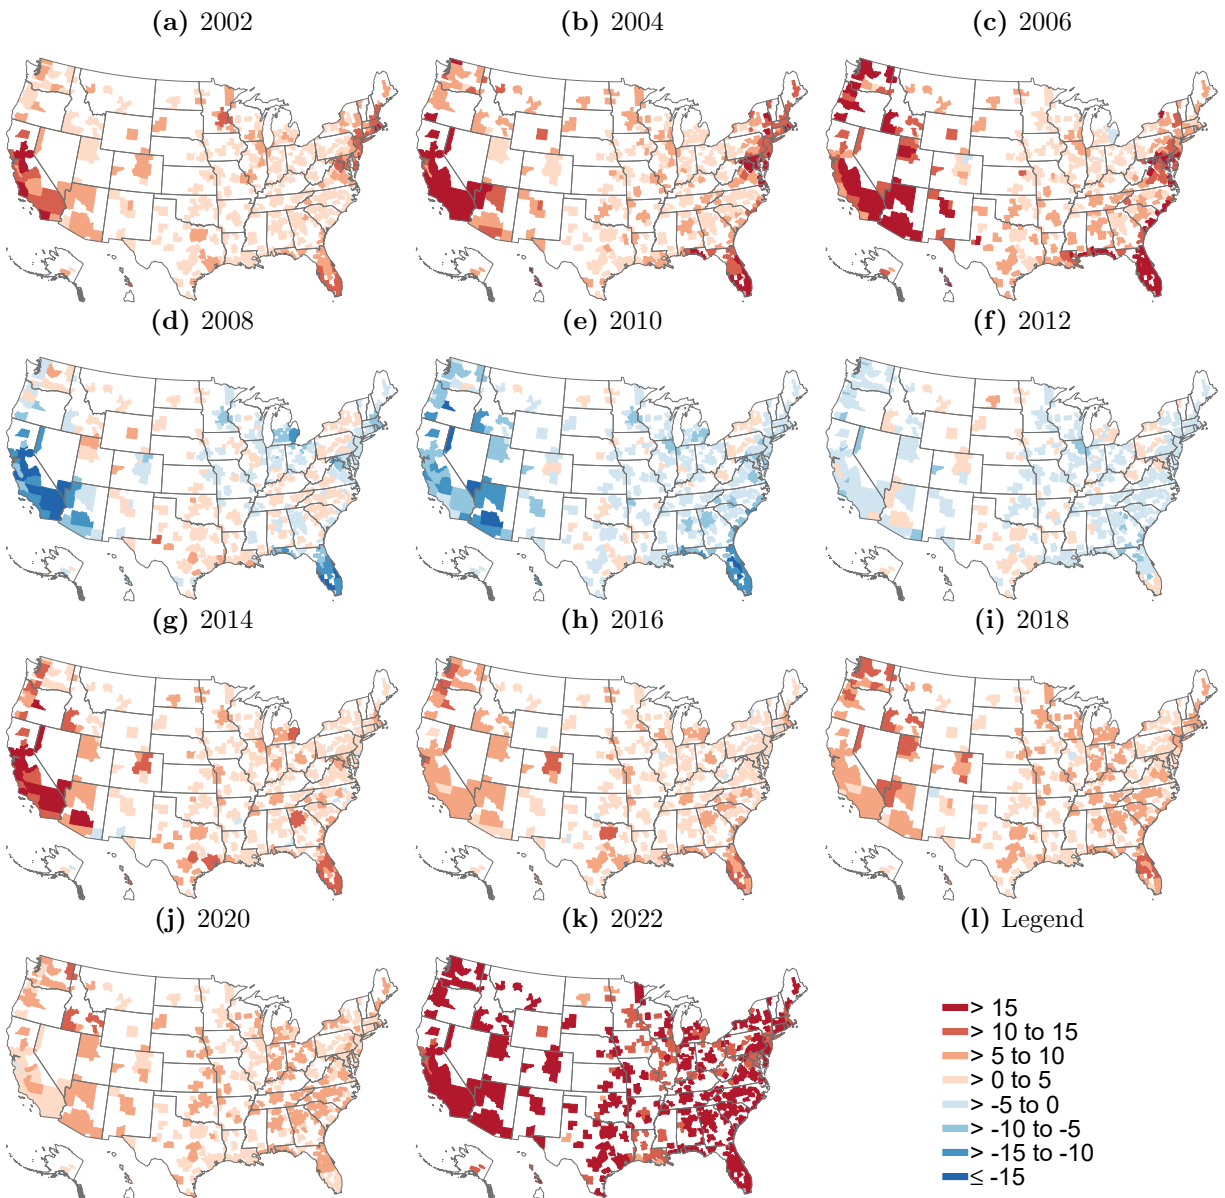 (a) 2002
(b) 2004
(c) 2006
(d) 2008
(e) 2010
(f) 2012
(g) 2014
(h) 2016
(i) 2018
(j) 2020
(k) 2022
(l) Legend
> 15
> 10 to 15
> 5 to 10
> 0 to 5
> -5 to 0
> -10 to -5
> -15 to -10
≤ -15